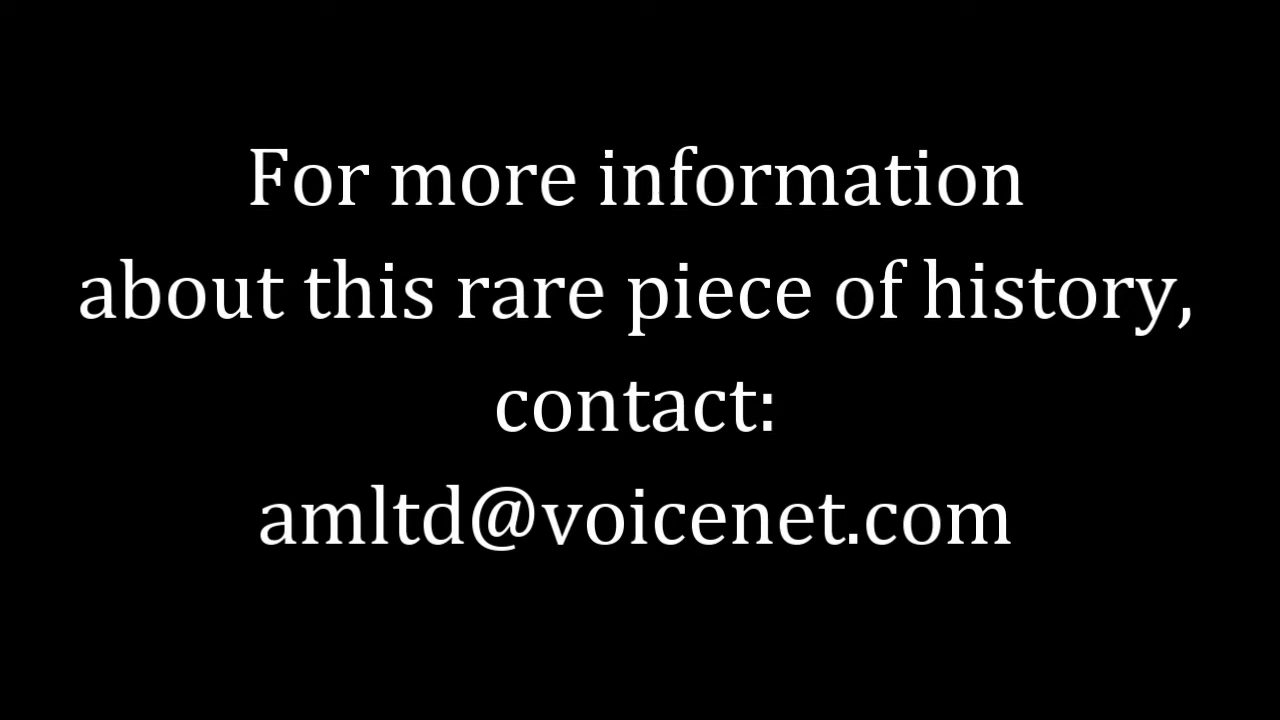 For more information
about this rare piece of history,
contact:
amltd@voicenet.com